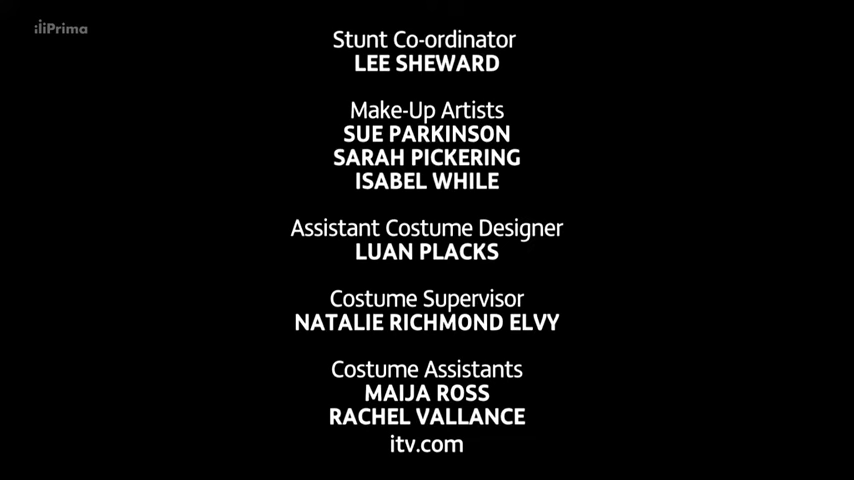 iliPrima
Stunt Co-ordinator
LEE SHEWARD
Make-Up Artists
SUE PARKINSON
SARAH PICKERING
ISABEL WHILE
Assistant Costume Designer
LUAN PLACKS
Costume Supervisor
NATALIE RICHMOND ELVY
Costume Assistants
MAIJA ROSS
RACHEL VALLANCE
itv.com